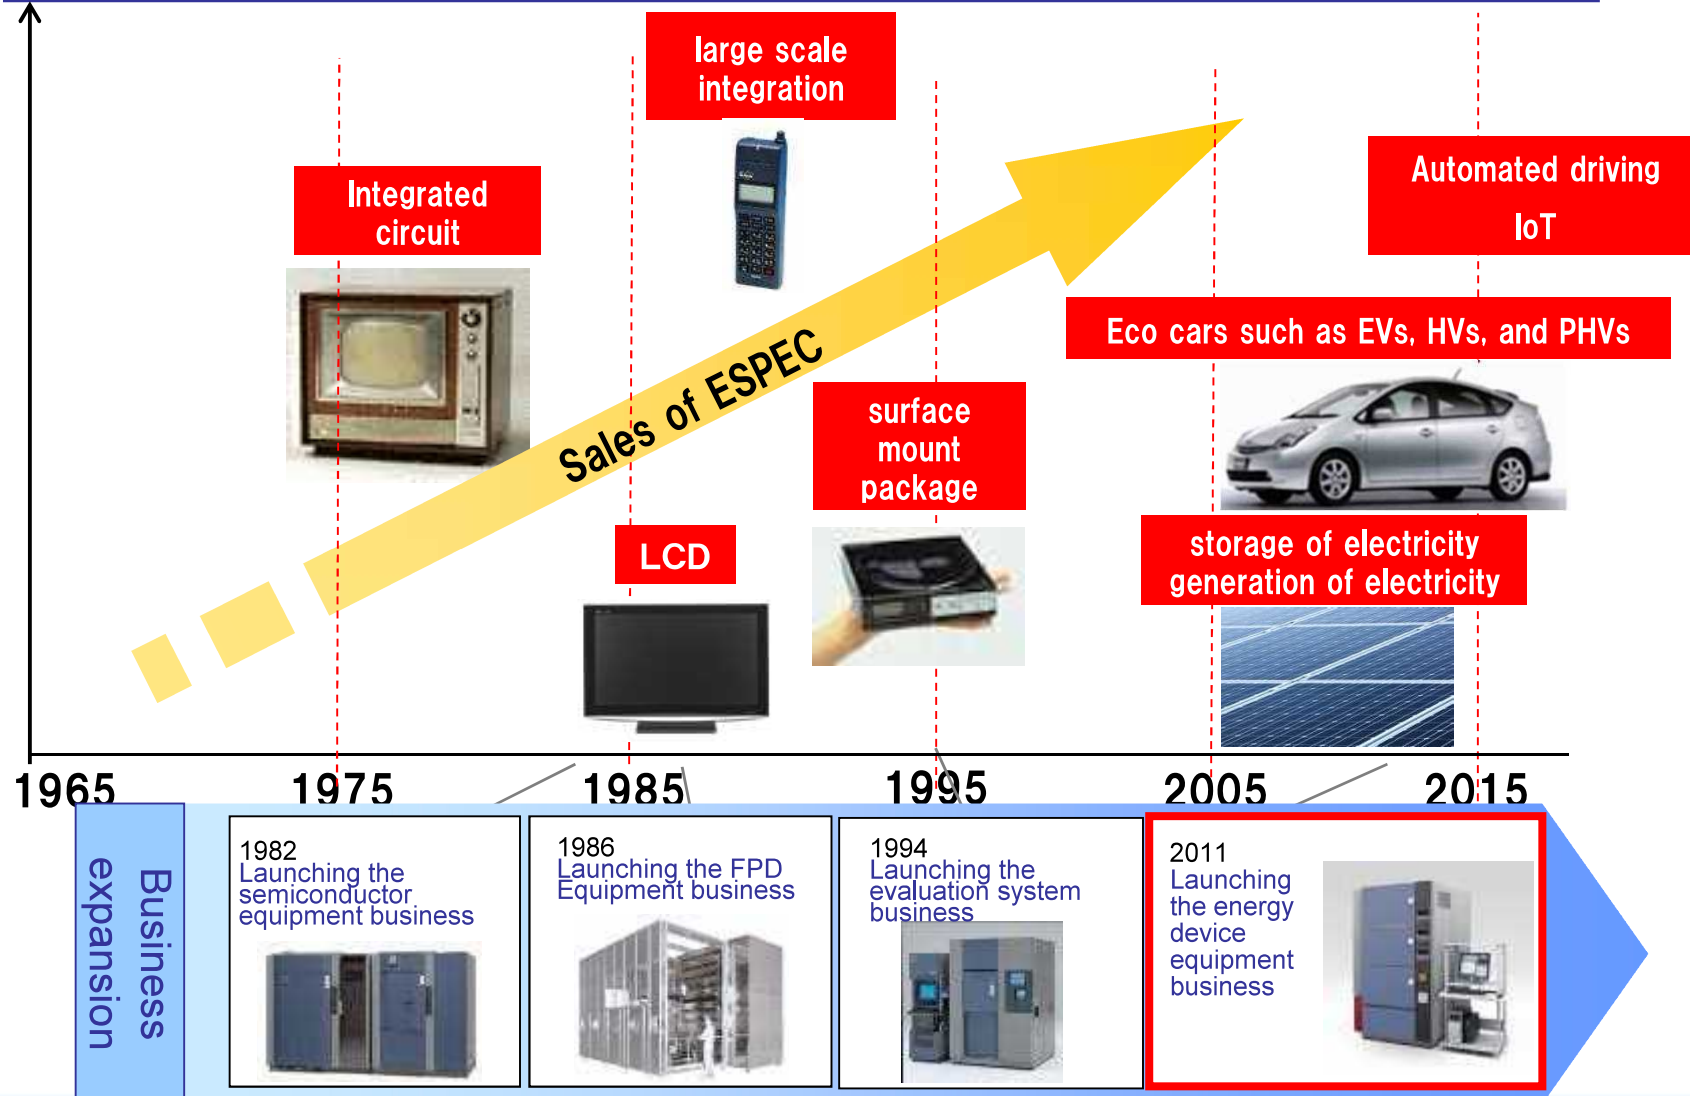 large scale
integration
Integrated
circuit
Automated driving
IoT
Eco cars such as EVs, HVs, and PHVs
Sales of ESPEC
surface
mount
package
LCD
storage of electricity
generation of electricity
1965
1975
1985
1995
2005
2015
Business
expansion
1982
Launching the
semiconductor
equipment business
1986
Launching the FPD
Equipment business
1994
Launching the
evaluation system
business
2011
Launching
the energy
device
equipment
business